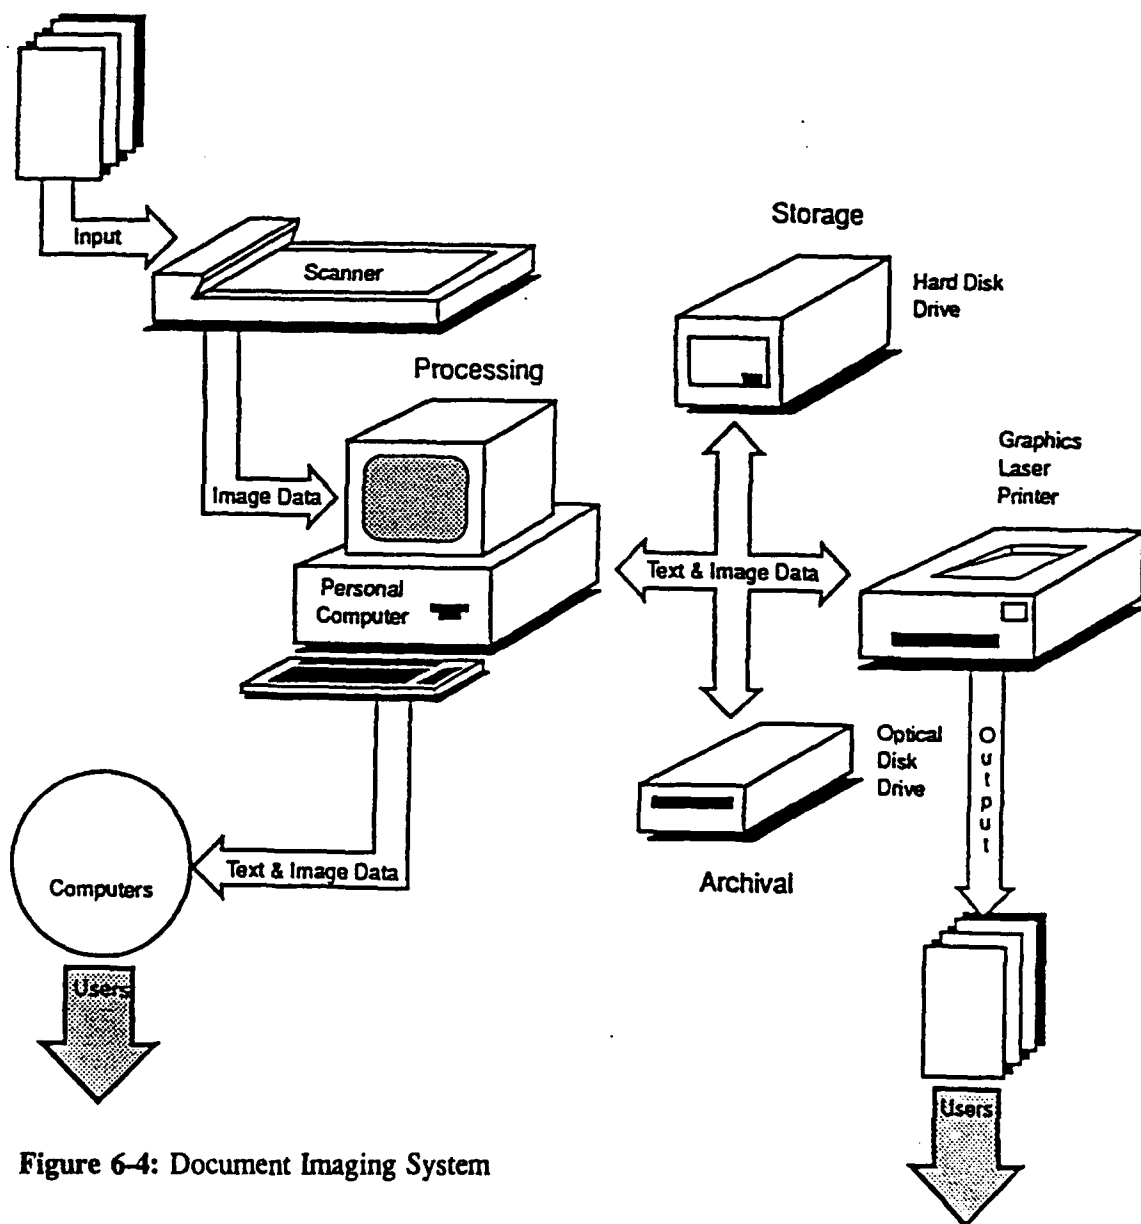 Input
Scanner
Storage
Hard Disk
Drive
Processing
Image Data
Graphics
Laser
Printer
Personal
Computer
Text & Image Data
Optical
Disk
Drive
Output
Archival
Text & Image Data
Computers
Users
Users
Figure 6-4: Document Imaging System